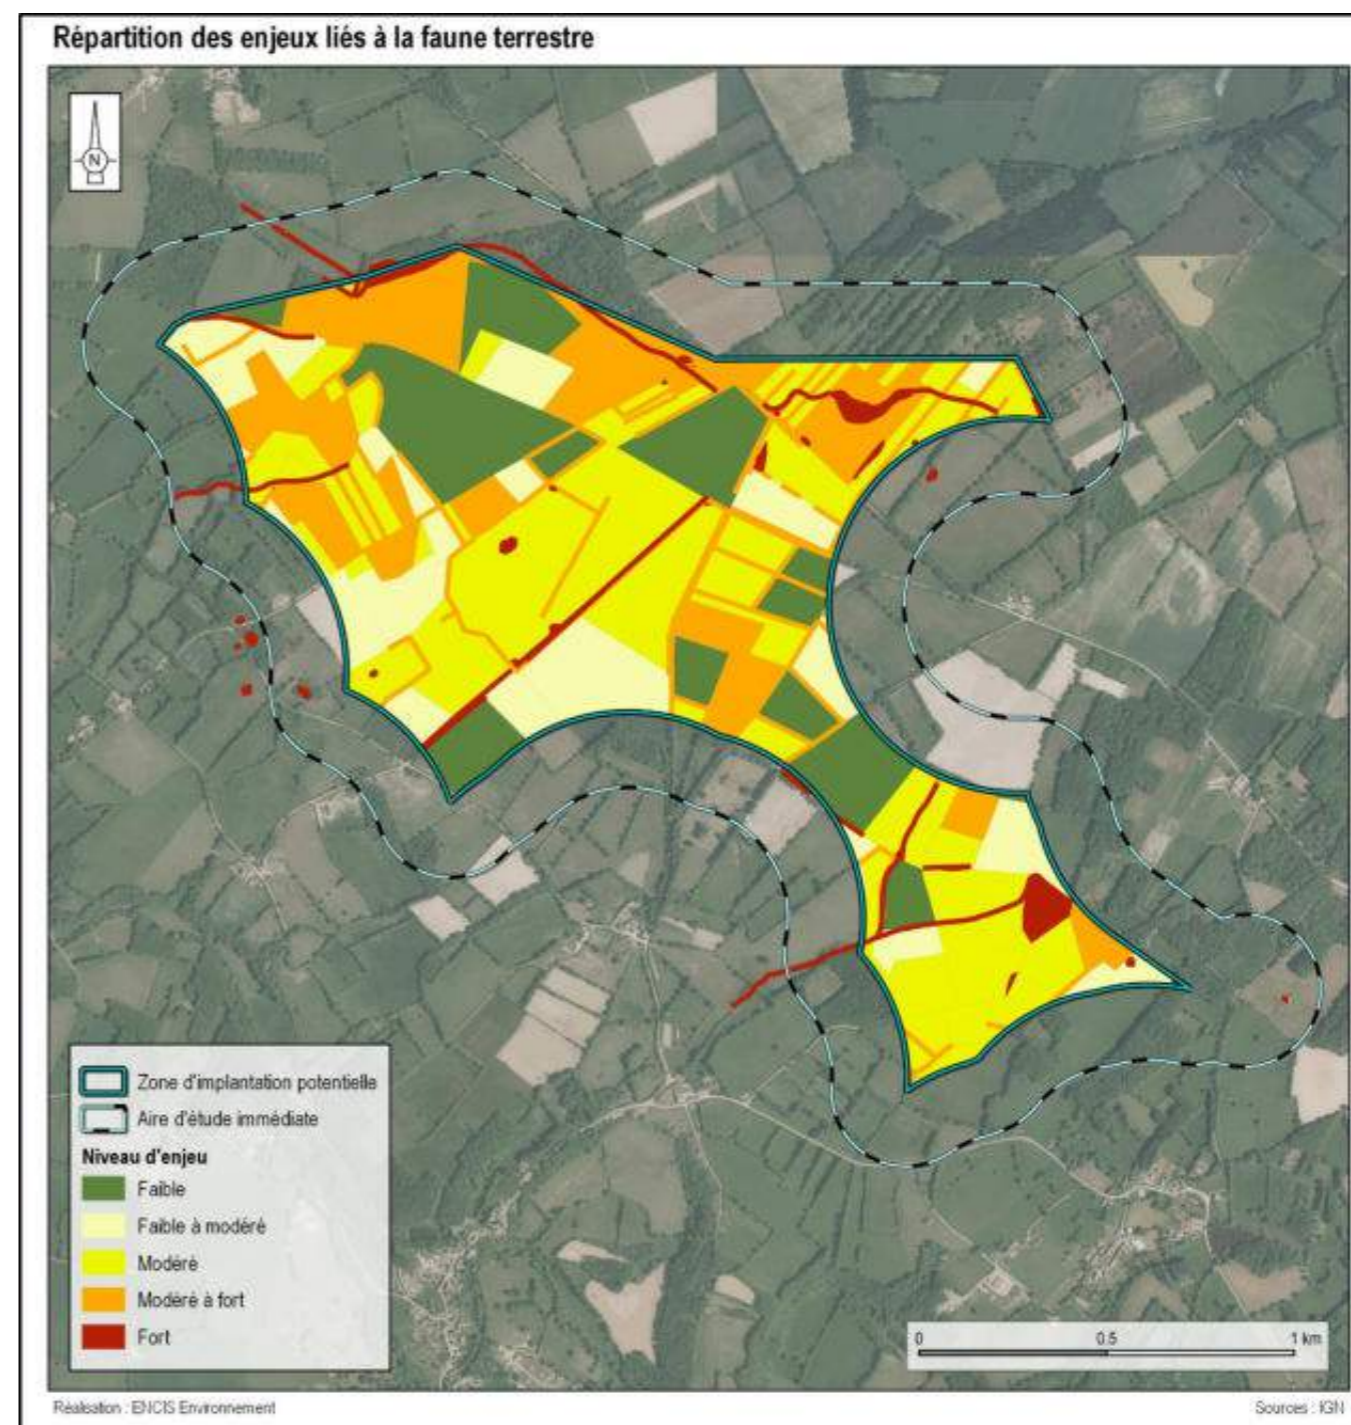 Répartition des enjeux liés à la faune terrestre
N
Zone d'implantation potentielle
Aire d'étude immédiate
Niveau d'enjeu
Faible
Faible à modéré
Modéré
Modéré à fort
Fort
0 0.5 1 km
Réalisation : ENCIS Environnement
Sources : IGN